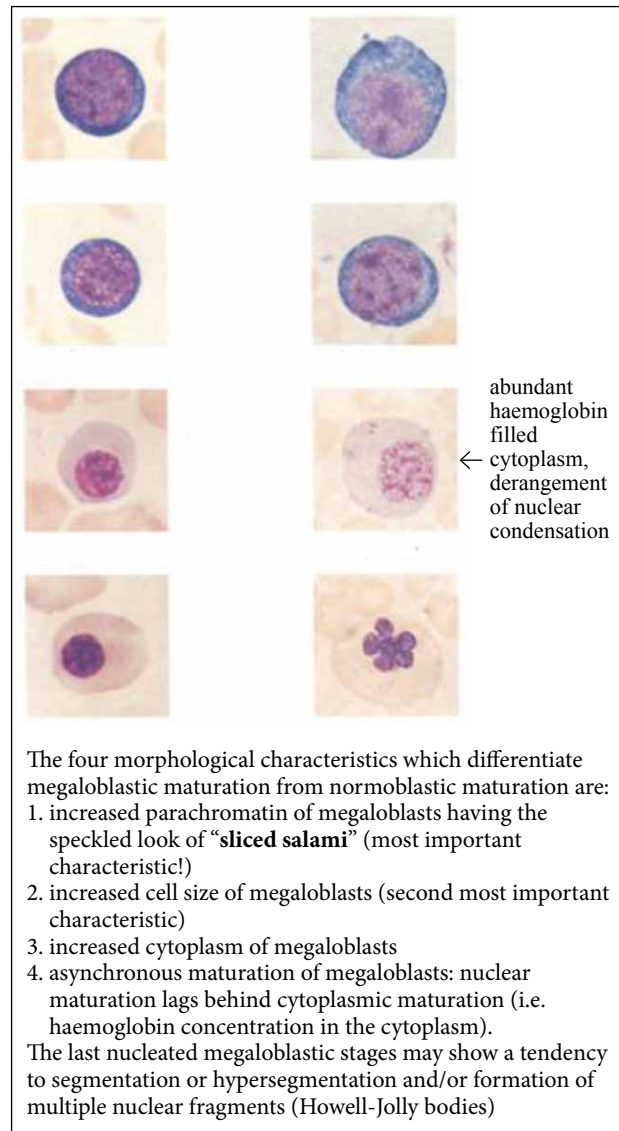 abundant
haemoglobin
filled
cytoplasm,
derangement
of nuclear
condensation
The four morphological characteristics which differentiate
megaloblastic maturation from normoblastic maturation are:
1. increased parachromatin of megaloblasts having the
speckled look of “sliced salami” (most important
characteristic!)
2. increased cell size of megaloblasts (second most important
characteristic)
3. increased cytoplasm of megaloblasts
4. asynchronous maturation of megaloblasts: nuclear
maturation lags behind cytoplasmic maturation (i.e.
haemoglobin concentration in the cytoplasm).
The last nucleated megaloblastic stages may show a tendency
to segmentation or hypersegmentation and/or formation of
multiple nuclear fragments (Howell-Jolly bodies)